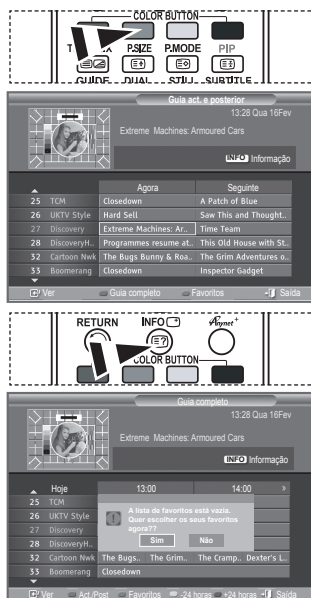 COLOR BUTTON
P.SIZE P.MODE PIP
GUIDE DUAL STILL SUBTITLE
Guia act. e posterior
13:28 Qua 16Fev
Extreme Machines: Armoured Cars
INFO Informação
Agora Seguinte
25 TCM Closedown A Patch of Blue
26 UKTV Style Hard Sell Saw This and Thought..
27 Discovery Extreme Machines: Ar.. Time Team
28 DiscoveryH.. Programmes resume at.. This Old House with St..
32 Cartoon Nwk The Bugs Bunny & Roa.. The Grim Adventures o..
33 Boomerang Closedown Inspector Gadget
Ver Guia completo Favoritos Saída
RETURN INFO Anynet+
COLOR BUTTON
Guia completo
13:28 Qua 16Fev
Extreme Machines: Armoured Cars
INFO Informação
Hoje 13:00 14:00 »
25 TCM
26 UKTV Style
27 Discovery
28 DiscoveryH..
A lista de favoritos está vazia.
Quer escolher os seus favoritos
agora??
Sim Não
32 Cartoon Nwk The Bugs.. The Grim.. The Cramp.. Dexter's L..
33 Boomerang Closedown
Ver Act./Post Favoritos -24 horas +24 horas Saída